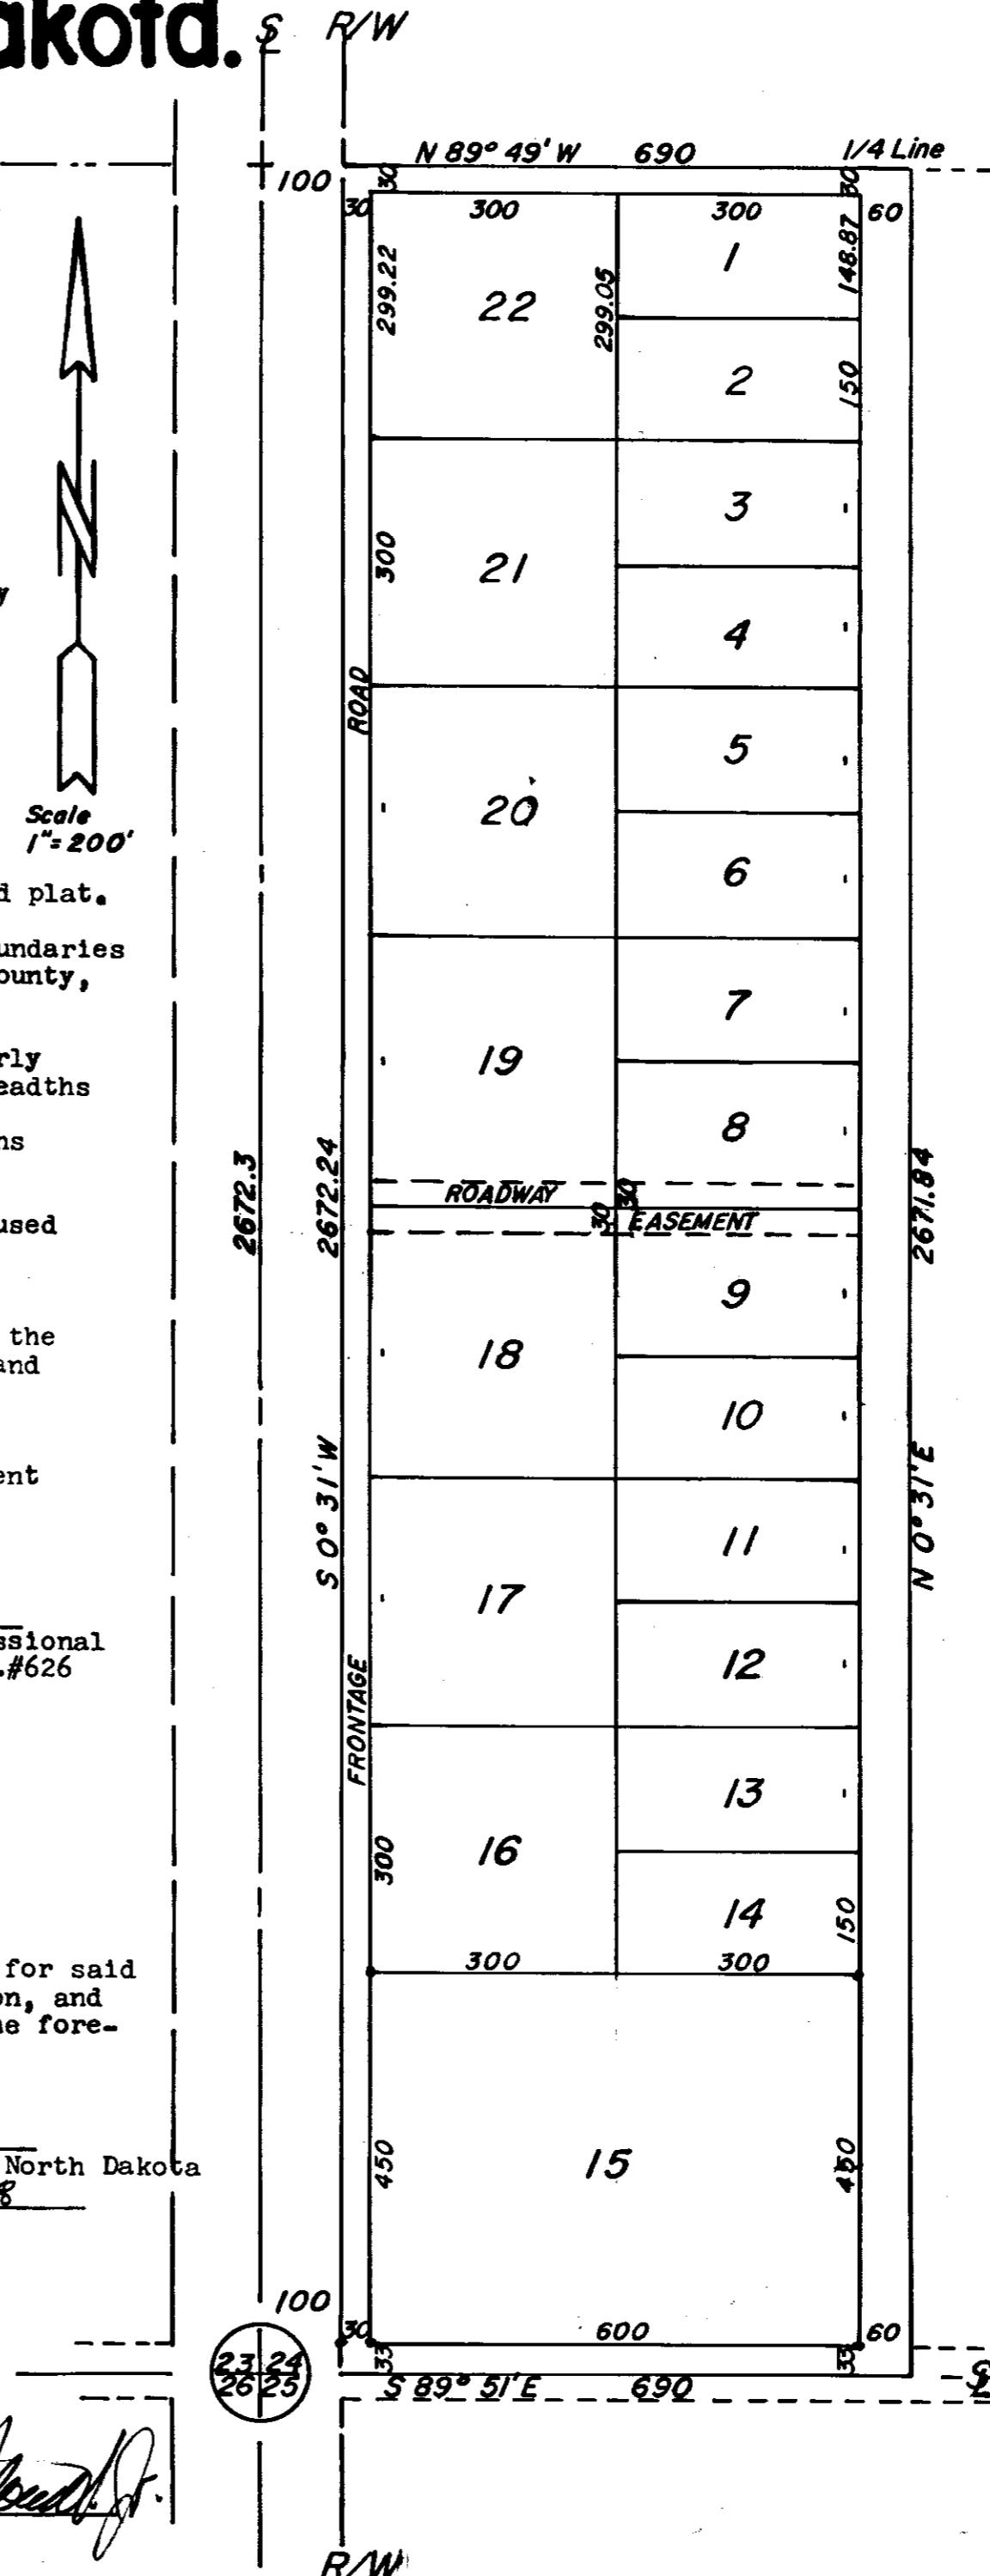 akota.
℄ R/W
N 89° 49' W 690 1/4 Line
100 30 30
30 300 300 60
299.22 22 299.05 1 148.87
2 150
3
300 21
4
ROAD
5
Scale
1"=200'
20
6
d plat.
undaries
ounty,
7
rly
eadths
19
ns
8
2672.3 2672.24 2671.84
ROADWAY 30
30 EASEMENT
used
9
the
and
18
10
ent
S 0° 31' W N 0° 31' E
11
17
ssional
.#626
12
FRONTAGE
13
300 16
14 150
for said
on, and
he fore-
300 300
450 15 450
North Dakota
8
100
30 600 60
23 24
26 25
33 33
S 89° 51' E 690 ℄
R/W